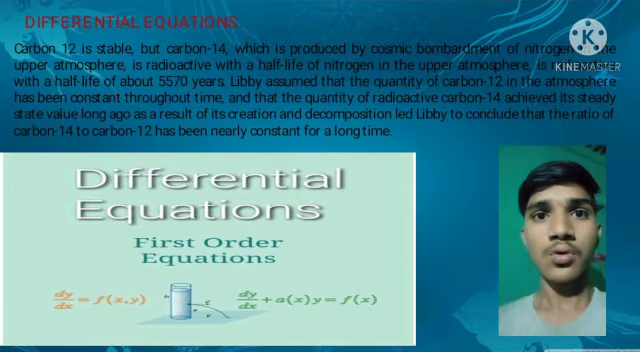 DIFFERENTIAL EQUATIONS
Carbon 12 is stable, but carbon-14, which is produced by cosmic bombardment of nitrogen
upper atmosphere, is radioactive with a half-life of nitrogen in the upper atmosphere, is
KINEMASTER
with a half-life of about 5570 years. Libby assumed that the quantity of carbon-12 in the atmosphere
has been constant throughout time, and that the quantity of radioactive carbon-14 achieved its steady
state value long ago as a result of its creation and decomposition led Libby to conclude that the ratio of
carbon-14 to carbon-12 has been nearly constant for a long time.
Differential
Equations
First Order
Equations
dy/dx = f(x,y)
dy/dx + a(x)y = f(x)